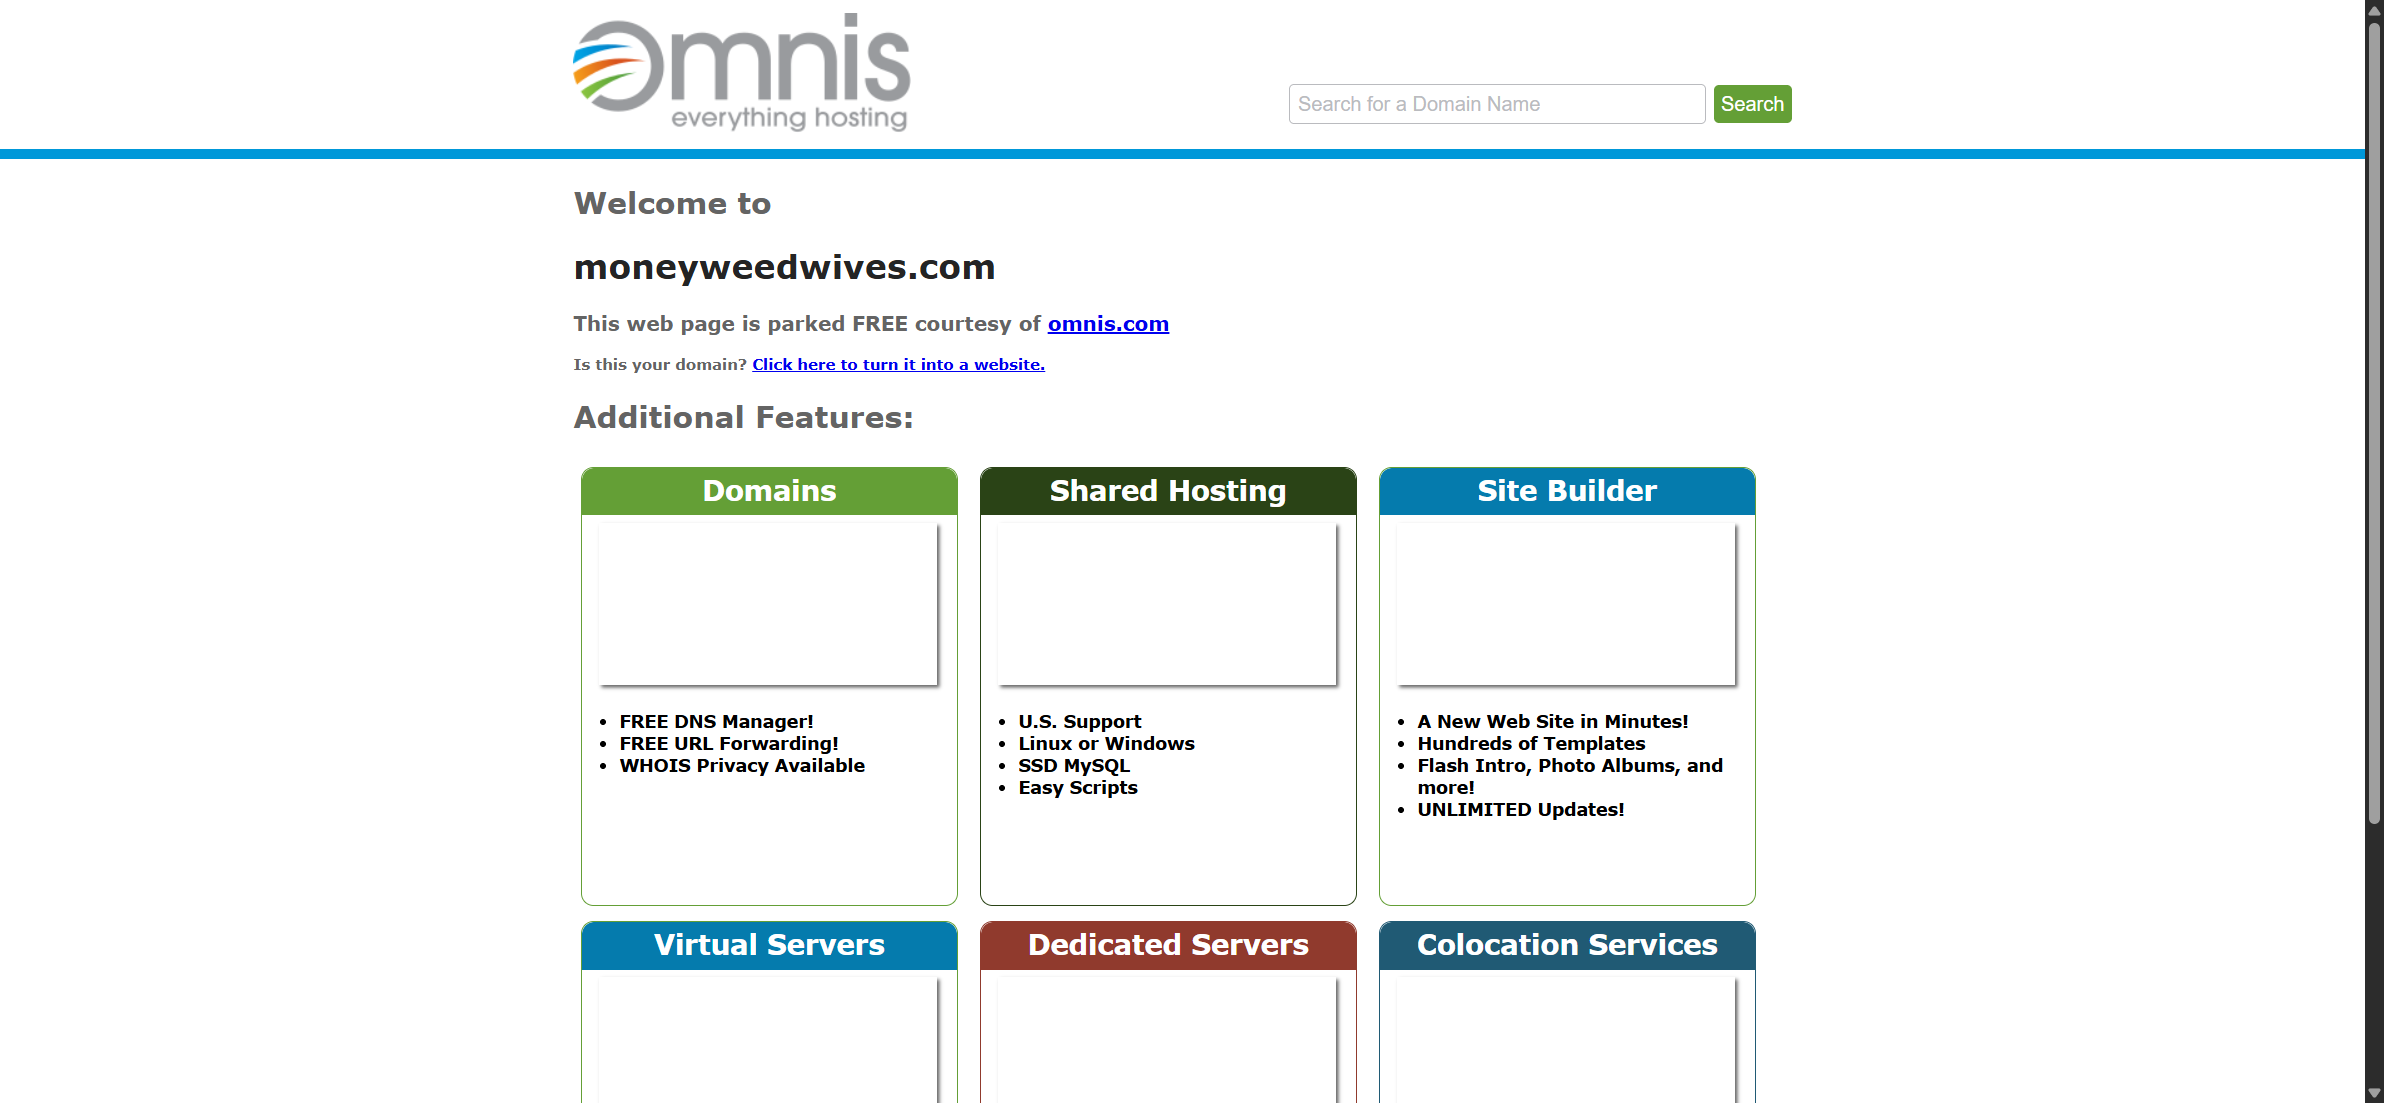 Omnis
everything hosting
Search for a Domain Name
Search
Welcome to
moneyweedwives.com
This web page is parked FREE courtesy of omnis.com
Is this your domain? Click here to turn it into a website.
Additional Features:
Domains
FREE DNS Manager!
FREE URL Forwarding!
WHOIS Privacy Available
Shared Hosting
U.S. Support
Linux or Windows
SSD MySQL
Easy Scripts
Site Builder
A New Web Site in Minutes!
Hundreds of Templates
Flash Intro, Photo Albums, and
more!
UNLIMITED Updates!
Virtual Servers
Dedicated Servers
Colocation Services